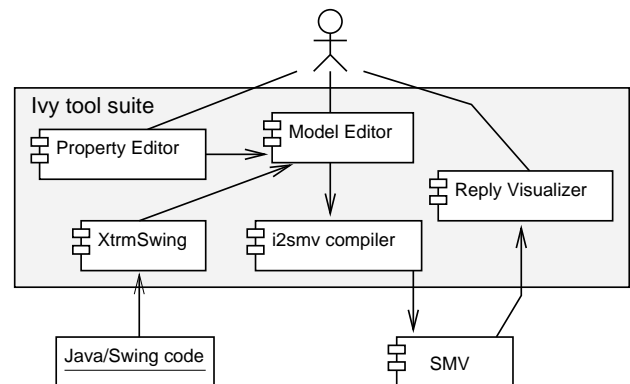 Ivy tool suite
Property Editor
Model Editor
Reply Visualizer
XtrmSwing
i2smv compiler
Java/Swing code
SMV